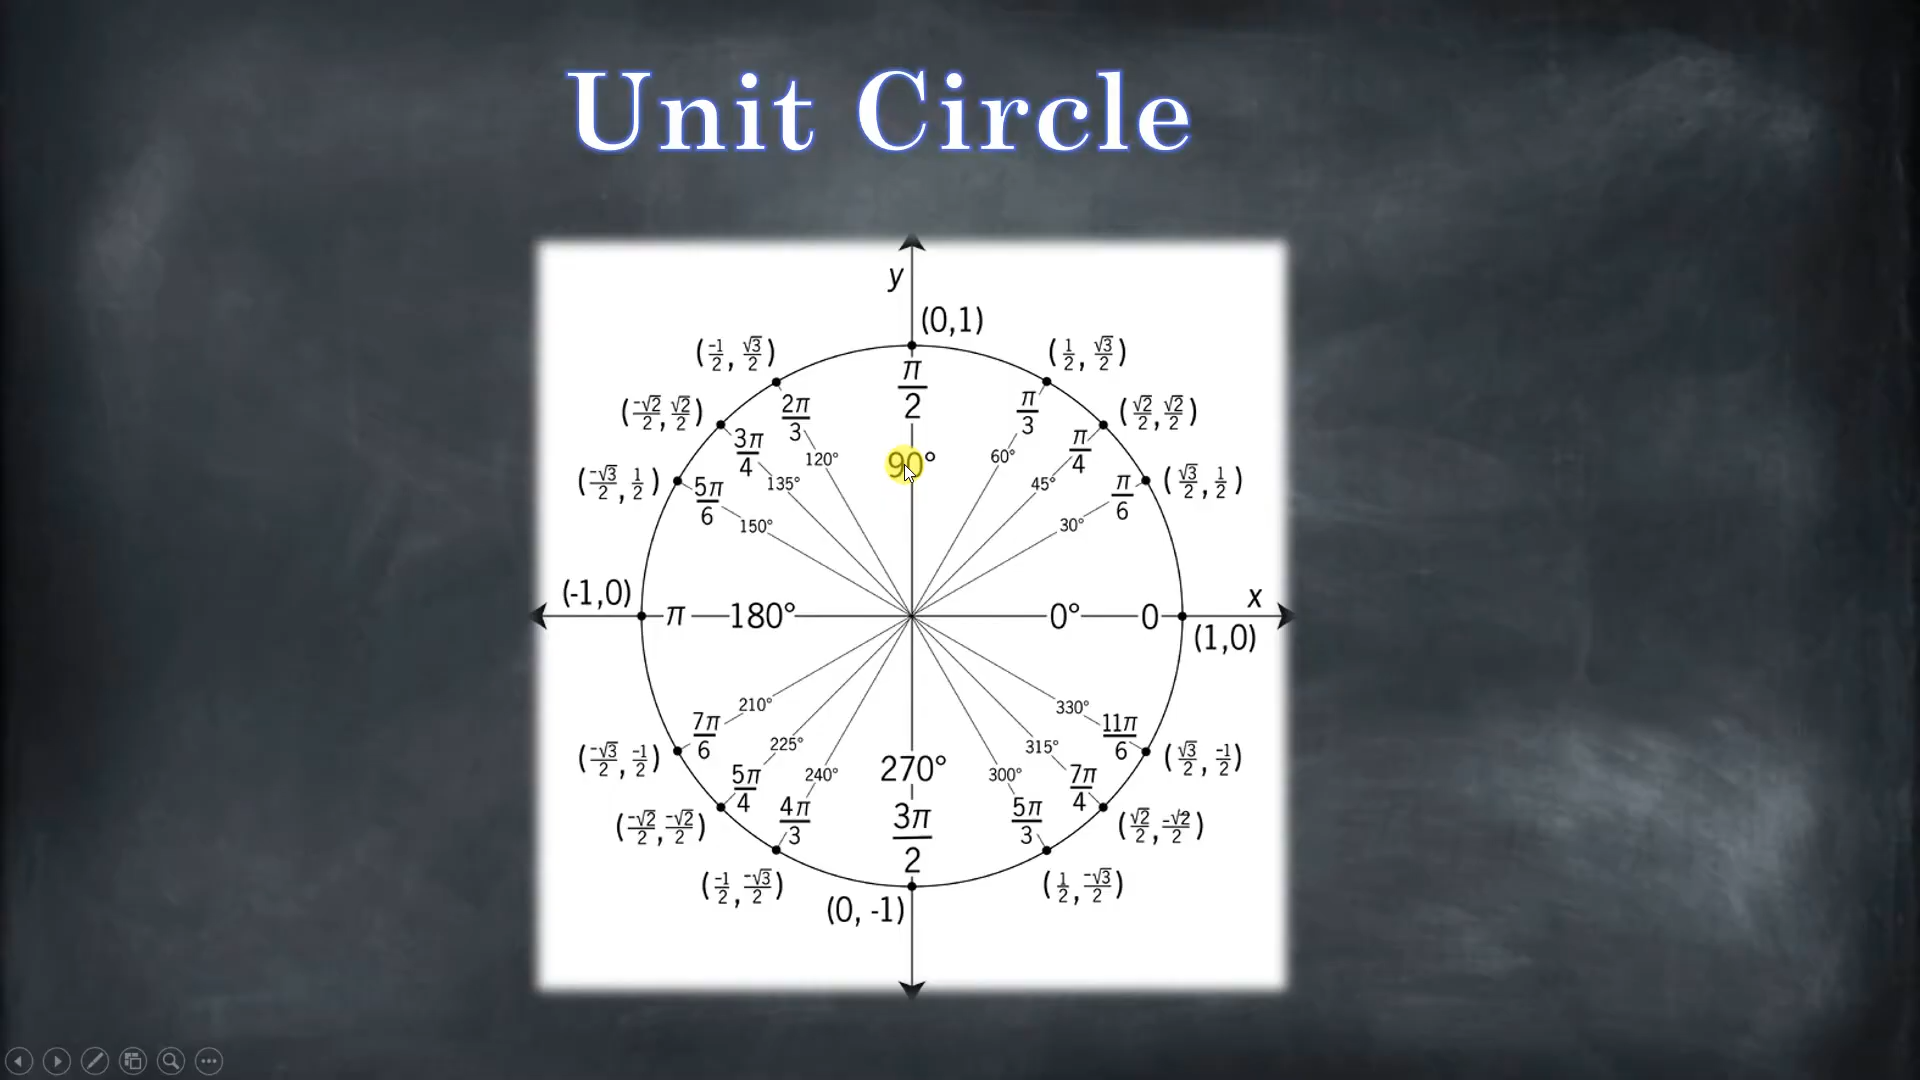 Unit Circle
y
(0,1)
(-1/2, √3/2)
(1/2, √3/2)
π/2
(-√2/2, √2/2)
2π/3
π/3
(√2/2, √2/2)
3π/4
π/4
120°
90°
60°
(-√3/2, 1/2)
135°
45°
(√3/2, 1/2)
5π/6
π/6
150°
30°
(-1,0)
x
π
180°
0°
0
(1,0)
210°
330°
7π/6
11π/6
225°
315°
(-√3/2, -1/2)
(√3/2, -1/2)
240°
270°
300°
5π/4
7π/4
4π/3
3π/2
5π/3
(-√2/2, -√2/2)
(√2/2, -√2/2)
(-1/2, -√3/2)
(1/2, -√3/2)
(0, -1)